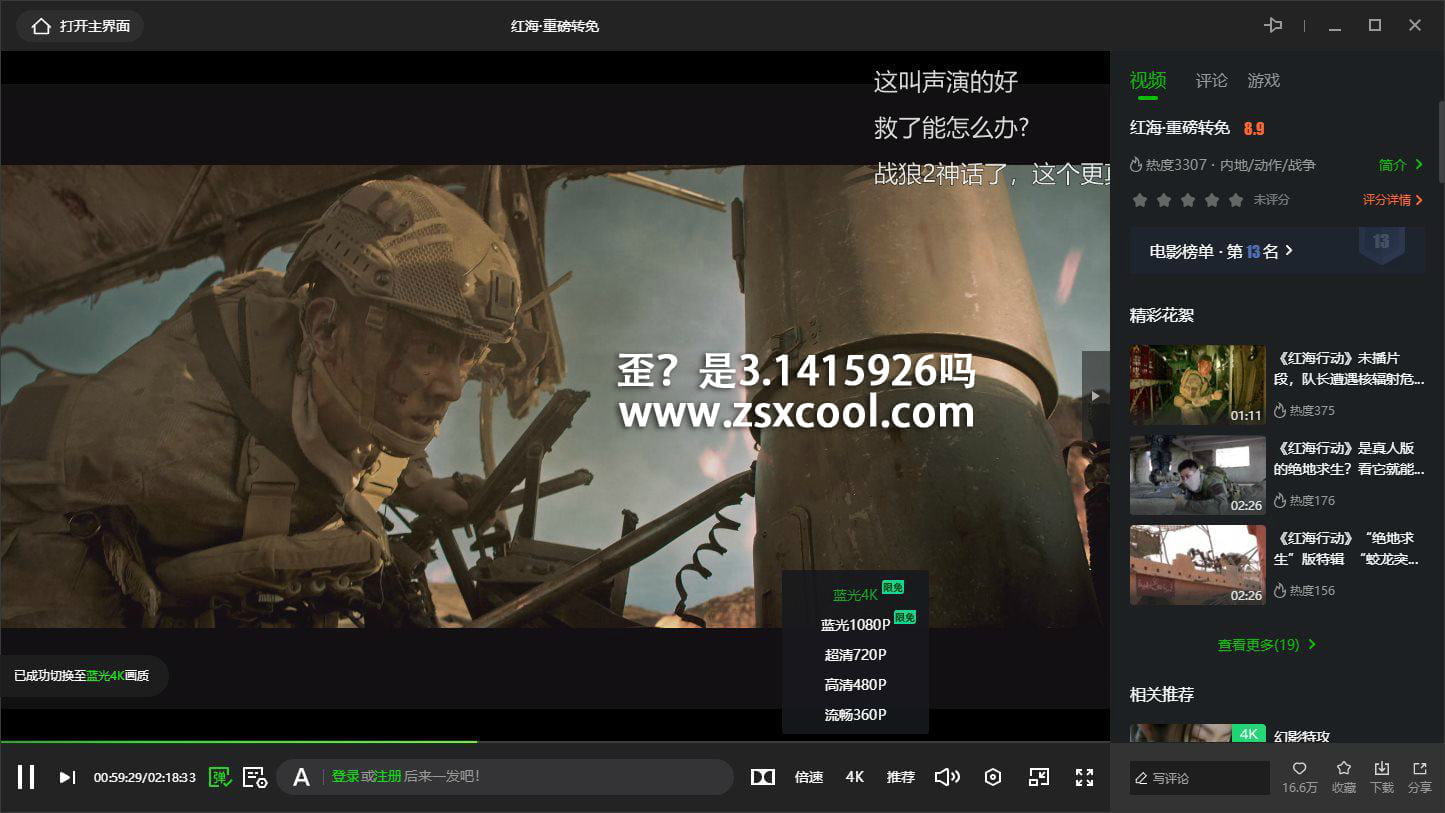 打开主界面
红海·重磅转免
这叫声演的好
救了能怎么办?
战狼2神话了，这个更真
歪？是3.1415926吗
www.zsxcool.com
蓝光4K 限免
蓝光1080P 限免
超清720P
高清480P
流畅360P
已成功切换至蓝光4K画质
00:59:29/02:18:33
弹
A
登录或注册后来一发吧!
倍速
4K
推荐
视频
评论
游戏
红海·重磅转免 8.9
热度3307 · 内地/动作/战争
简介
未评分
评分详情
电影榜单 · 第13名
13
精彩花絮
01:11
《红海行动》未播片
段，队长遭遇核辐射危...
热度375
02:26
《红海行动》是真人版
的绝地求生？看它就能...
热度176
02:26
《红海行动》“绝地求
生”版特辑 “蛟龙突...
热度156
查看更多(19)
相关推荐
4K
幻影特攻
写评论
16.6万
收藏
下载
分享